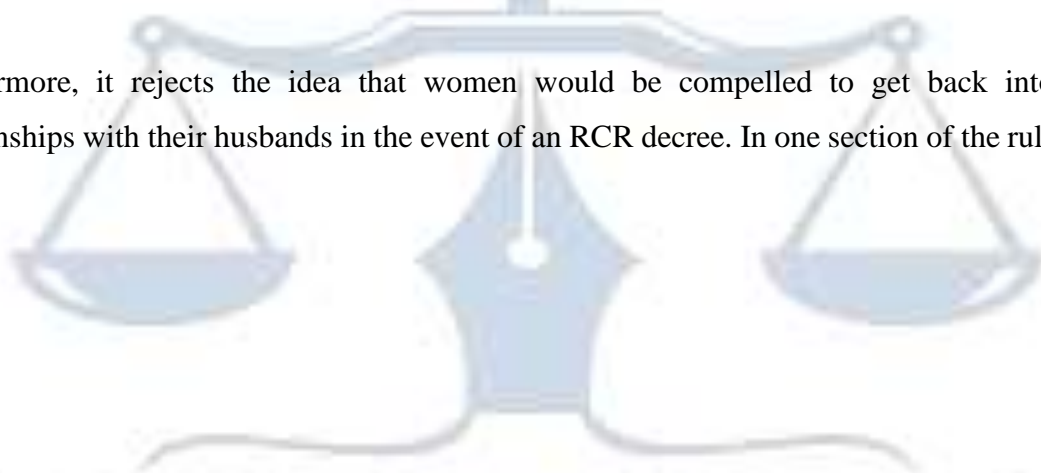 rmore, it rejects the idea that women would be compelled to get back into
nships with their husbands in the event of an RCR decree. In one section of the rul